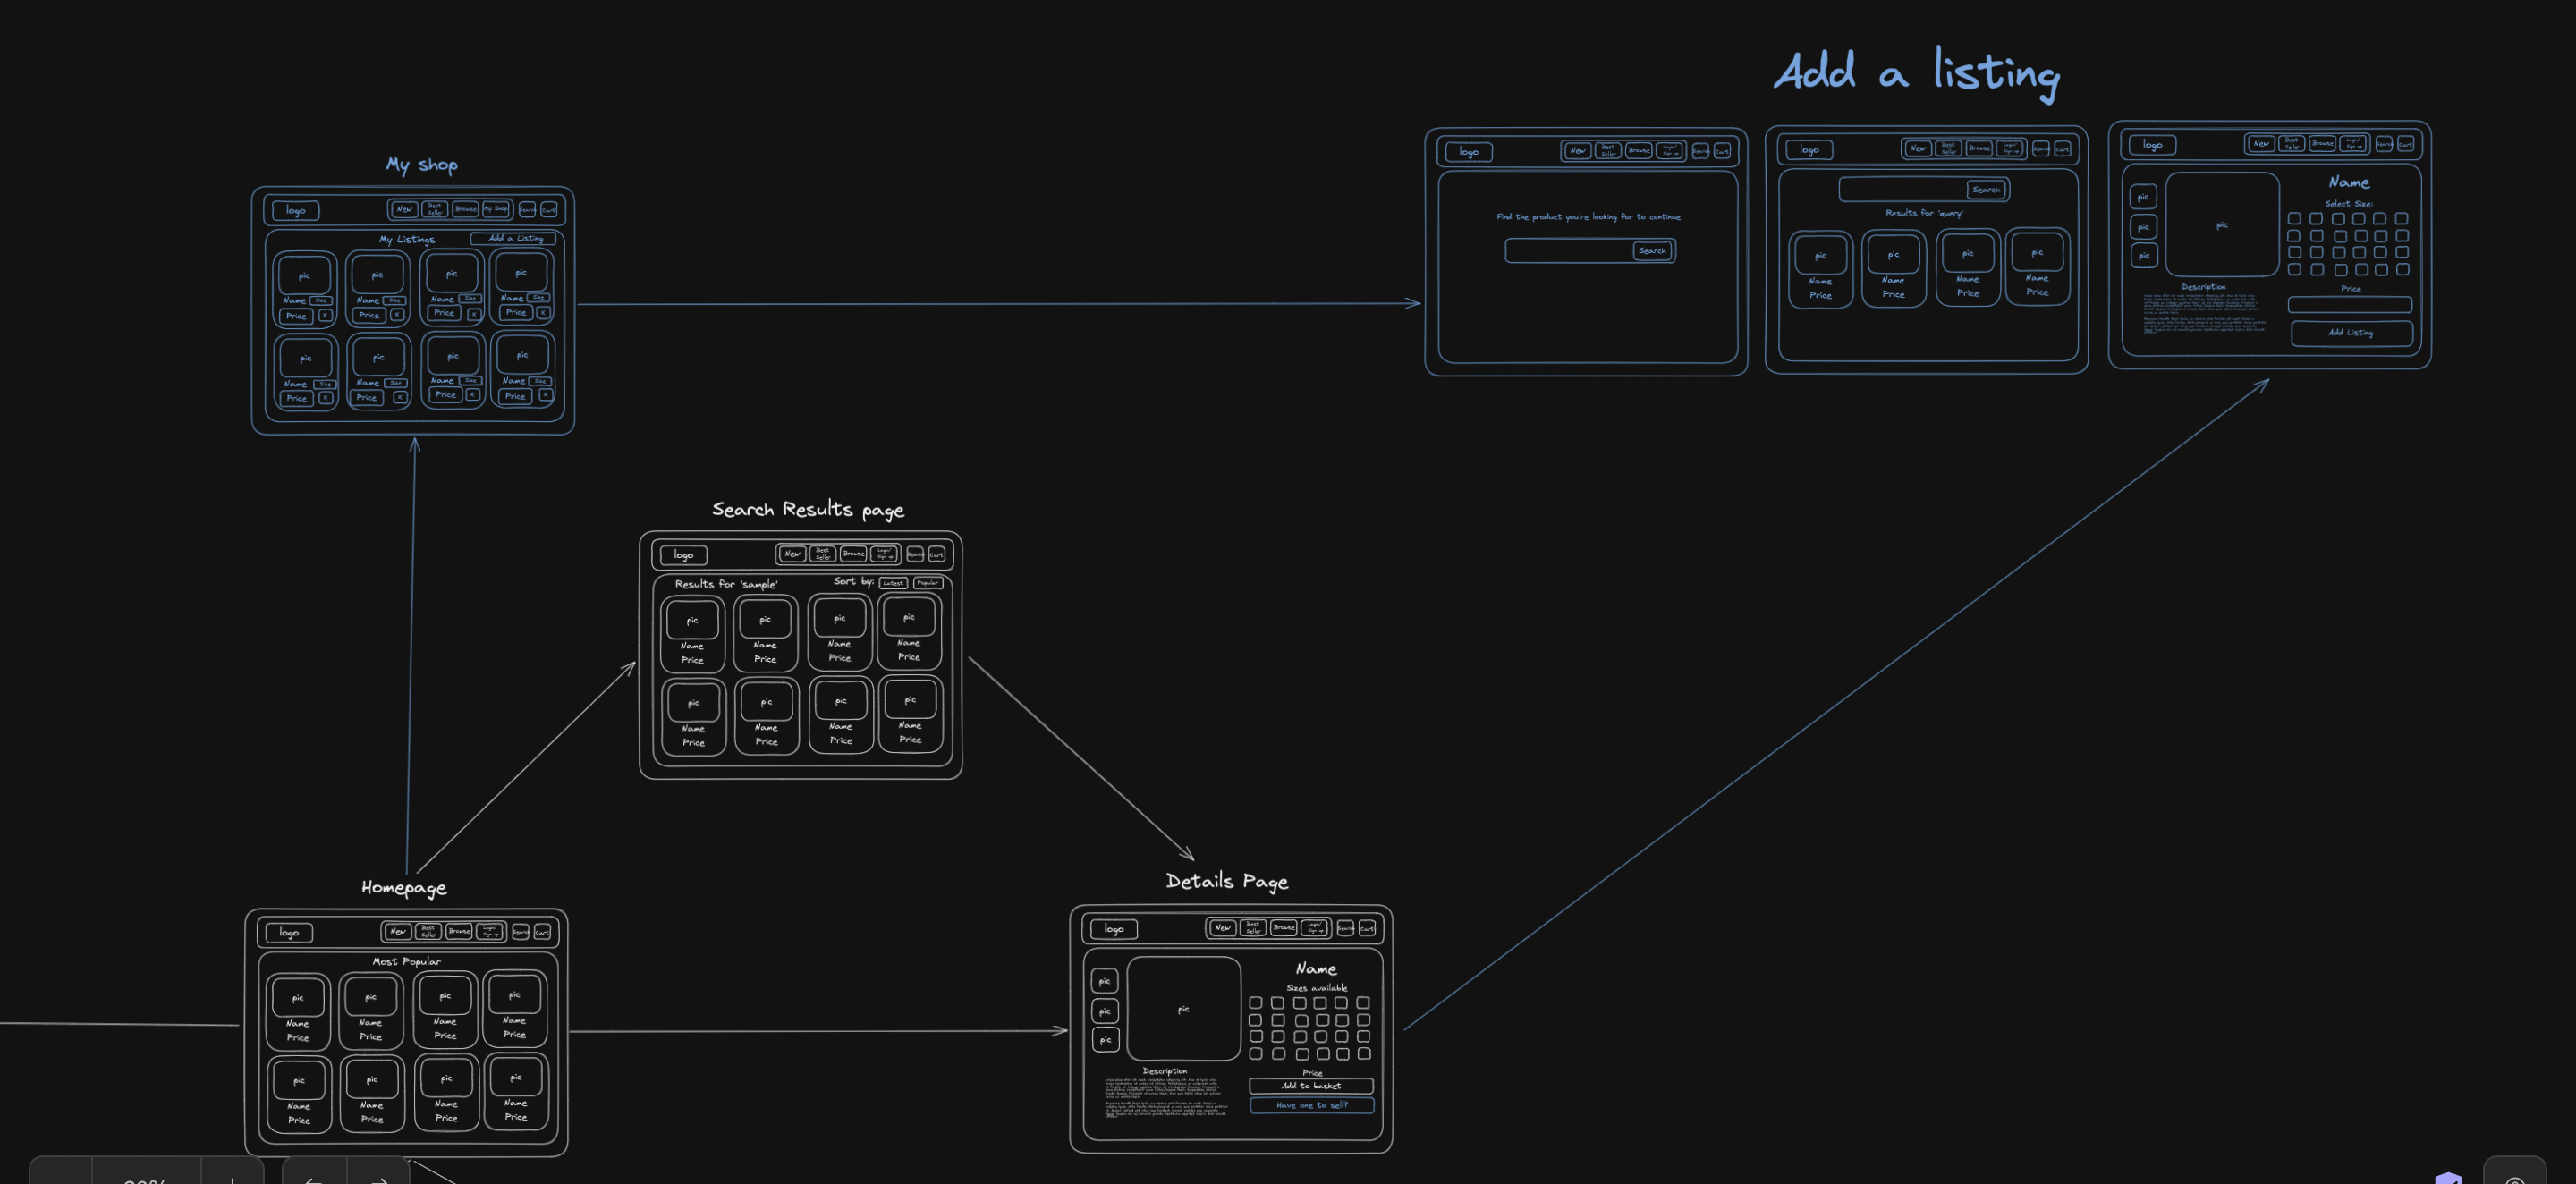 Add a listing
My shop
logo
New
Best
Seller
Browse
My Shop
Search
Cart
My Listings
Add a Listing
pic
pic
pic
pic
Name
Size
Name
Size
Name
Size
Name
Size
Price
X
Price
X
Price
X
Price
X
pic
pic
pic
pic
Name
Size
Name
Size
Name
Size
Name
Size
Price
X
Price
X
Price
X
Price
X
logo
New
Best
Seller
Browse
Login/
Sign up
Search
Cart
Find the product you're looking for to continue
Search
logo
New
Best
Seller
Browse
Login/
Sign up
Search
Cart
Search
Results for 'query'
pic
pic
pic
pic
Name
Name
Name
Name
Price
Price
Price
Price
logo
New
Best
Seller
Browse
Login/
Sign up
Search
Cart
pic
pic
pic
pic
Name
Select Size:
Description
Price
Add Listing
Search Results page
logo
New
Best
Seller
Browse
Login/
Sign up
Search
Cart
Results for 'sample'
Sort by:
Latest
Popular
pic
pic
pic
pic
Name
Name
Name
Name
Price
Price
Price
Price
pic
pic
pic
pic
Name
Name
Name
Name
Price
Price
Price
Price
Homepage
logo
New
Best
Seller
Browse
Login/
Sign up
Search
Cart
Most Popular
pic
pic
pic
pic
Name
Name
Name
Name
Price
Price
Price
Price
pic
pic
pic
pic
Name
Name
Name
Name
Price
Price
Price
Price
Details Page
logo
New
Best
Seller
Browse
Login/
Sign up
Search
Cart
pic
pic
pic
pic
Name
Sizes available
Description
Price
Add to basket
Have one to sell?